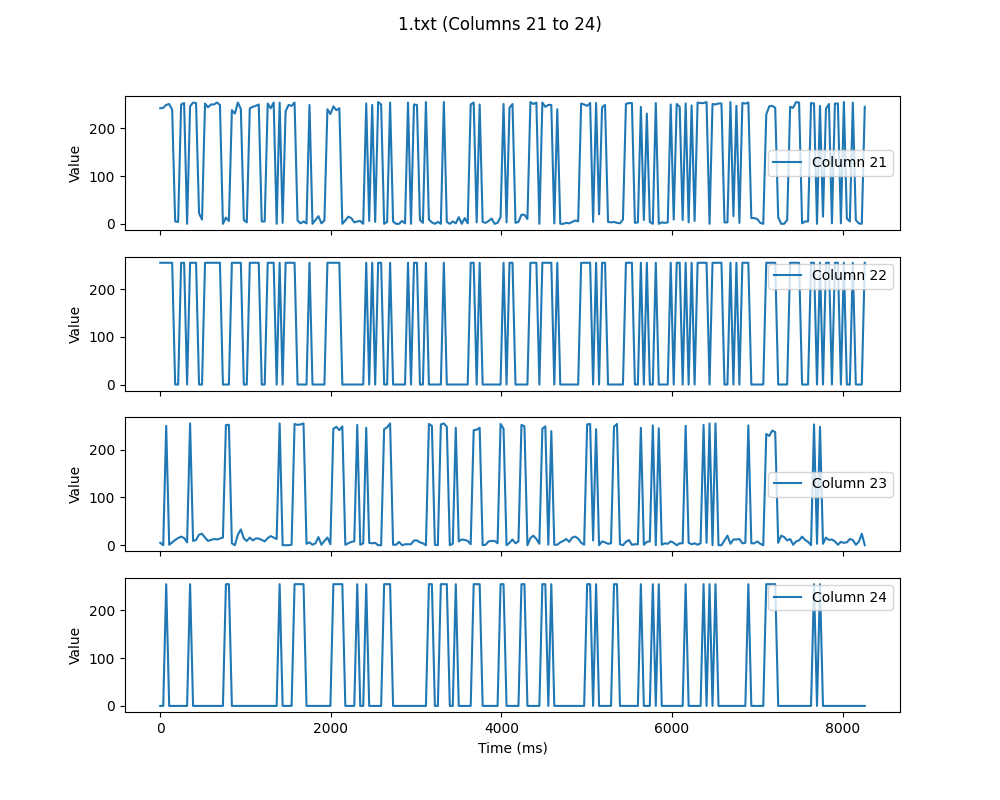 1.txt (Columns 21 to 24)
200
100
0
Value
Column 21
200
100
0
Value
Column 22
200
100
0
Value
Column 23
200
100
0
Value
Column 24
0 2000 4000 6000 8000
Time (ms)